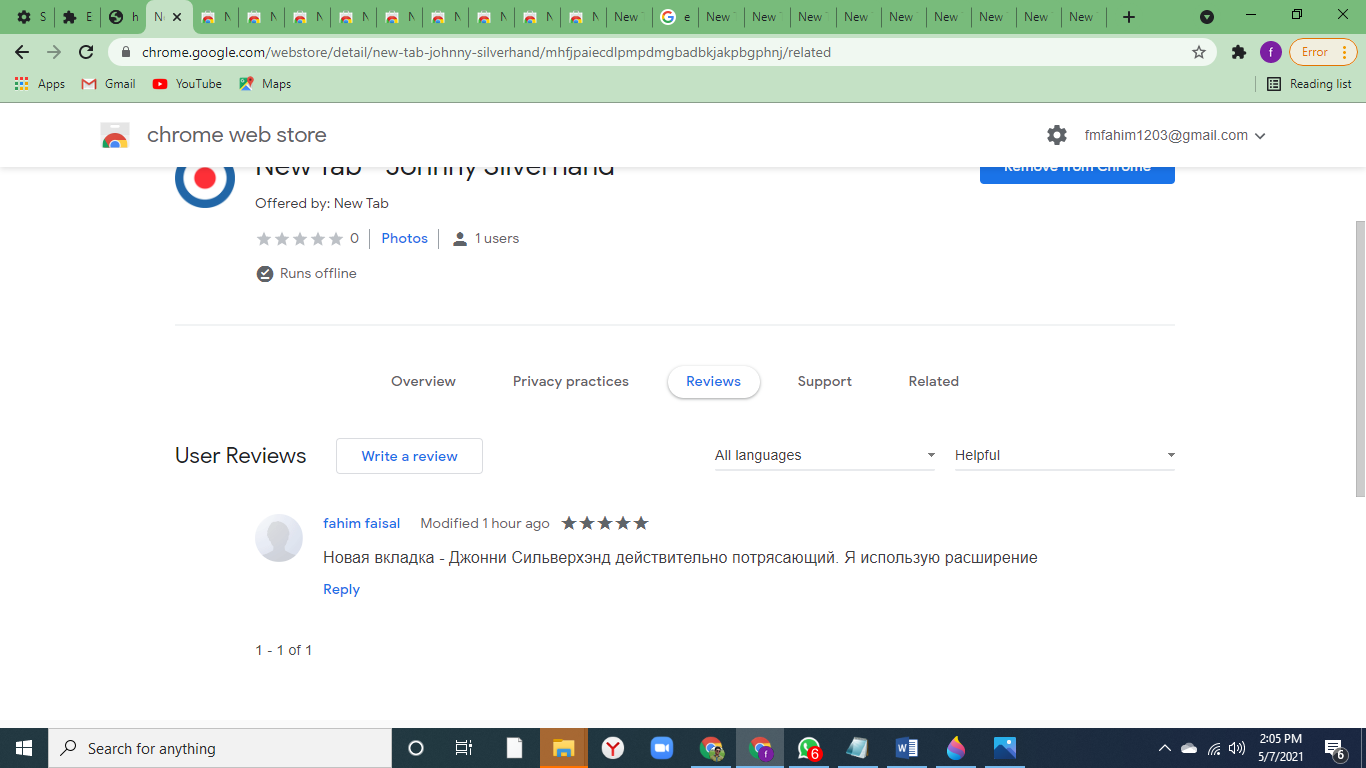 S E h N N N N N N N N N N New New e New New New New New New New New New
chrome.google.com/webstore/detail/new-tab-johnny-silverhand/mhfjpaiecdlpmpdmgbadbkjakpbgphnj/related
f Error
Apps Gmail YouTube Maps Reading list
chrome web store fmfahim1203@gmail.com
New Tab - Johnny Silverhand Remove from Chrome
Offered by: New Tab
0 Photos 1 users
Runs offline
Overview Privacy practices Reviews Support Related
User Reviews Write a review All languages Helpful
fahim faisal Modified 1 hour ago
Новая вкладка - Джонни Сильверхэнд действительно потрясающий. Я использую расширение
Reply
1 - 1 of 1
Search for anything f 6 2:05 PM
5/7/2021 6